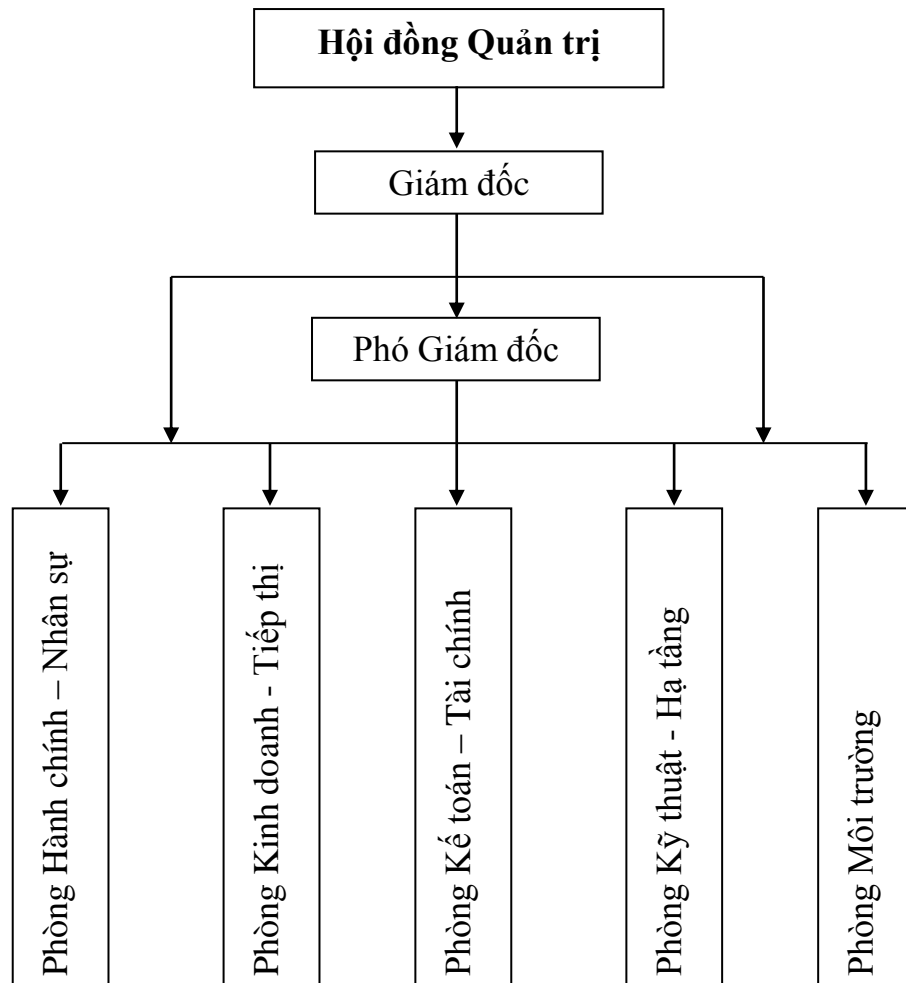 Hội đồng Quản trị
Giám đốc
Phó Giám đốc
Phòng Hành chính – Nhân sự
Phòng Kinh doanh - Tiếp thị
Phòng Kế toán – Tài chính
Phòng Kỹ thuật - Hạ tầng
Phòng Môi trường